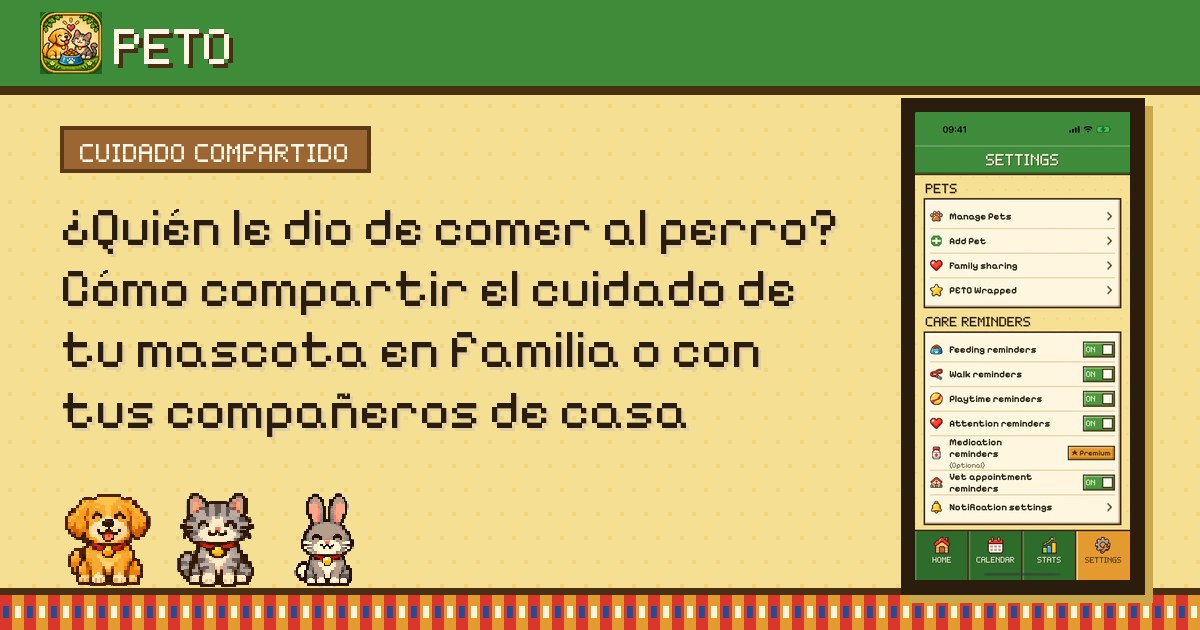 PETO
CUIDADO COMPARTIDO
¿Quién le dio de comer al perro?
Cómo compartir el cuidado de
tu mascota en familia o con
tus compañeros de casa
09:41
SETTINGS
PETS
Manage Pets
Add Pet
Family sharing
PETO Wrapped
CARE REMINDERS
Feeding reminders ON
Walk reminders ON
Playtime reminders ON
Attention reminders ON
Medication
reminders
(Optional)
Premium
Vet appointment
reminders
ON
Notification settings
HOME CALENDAR STATS SETTINGS